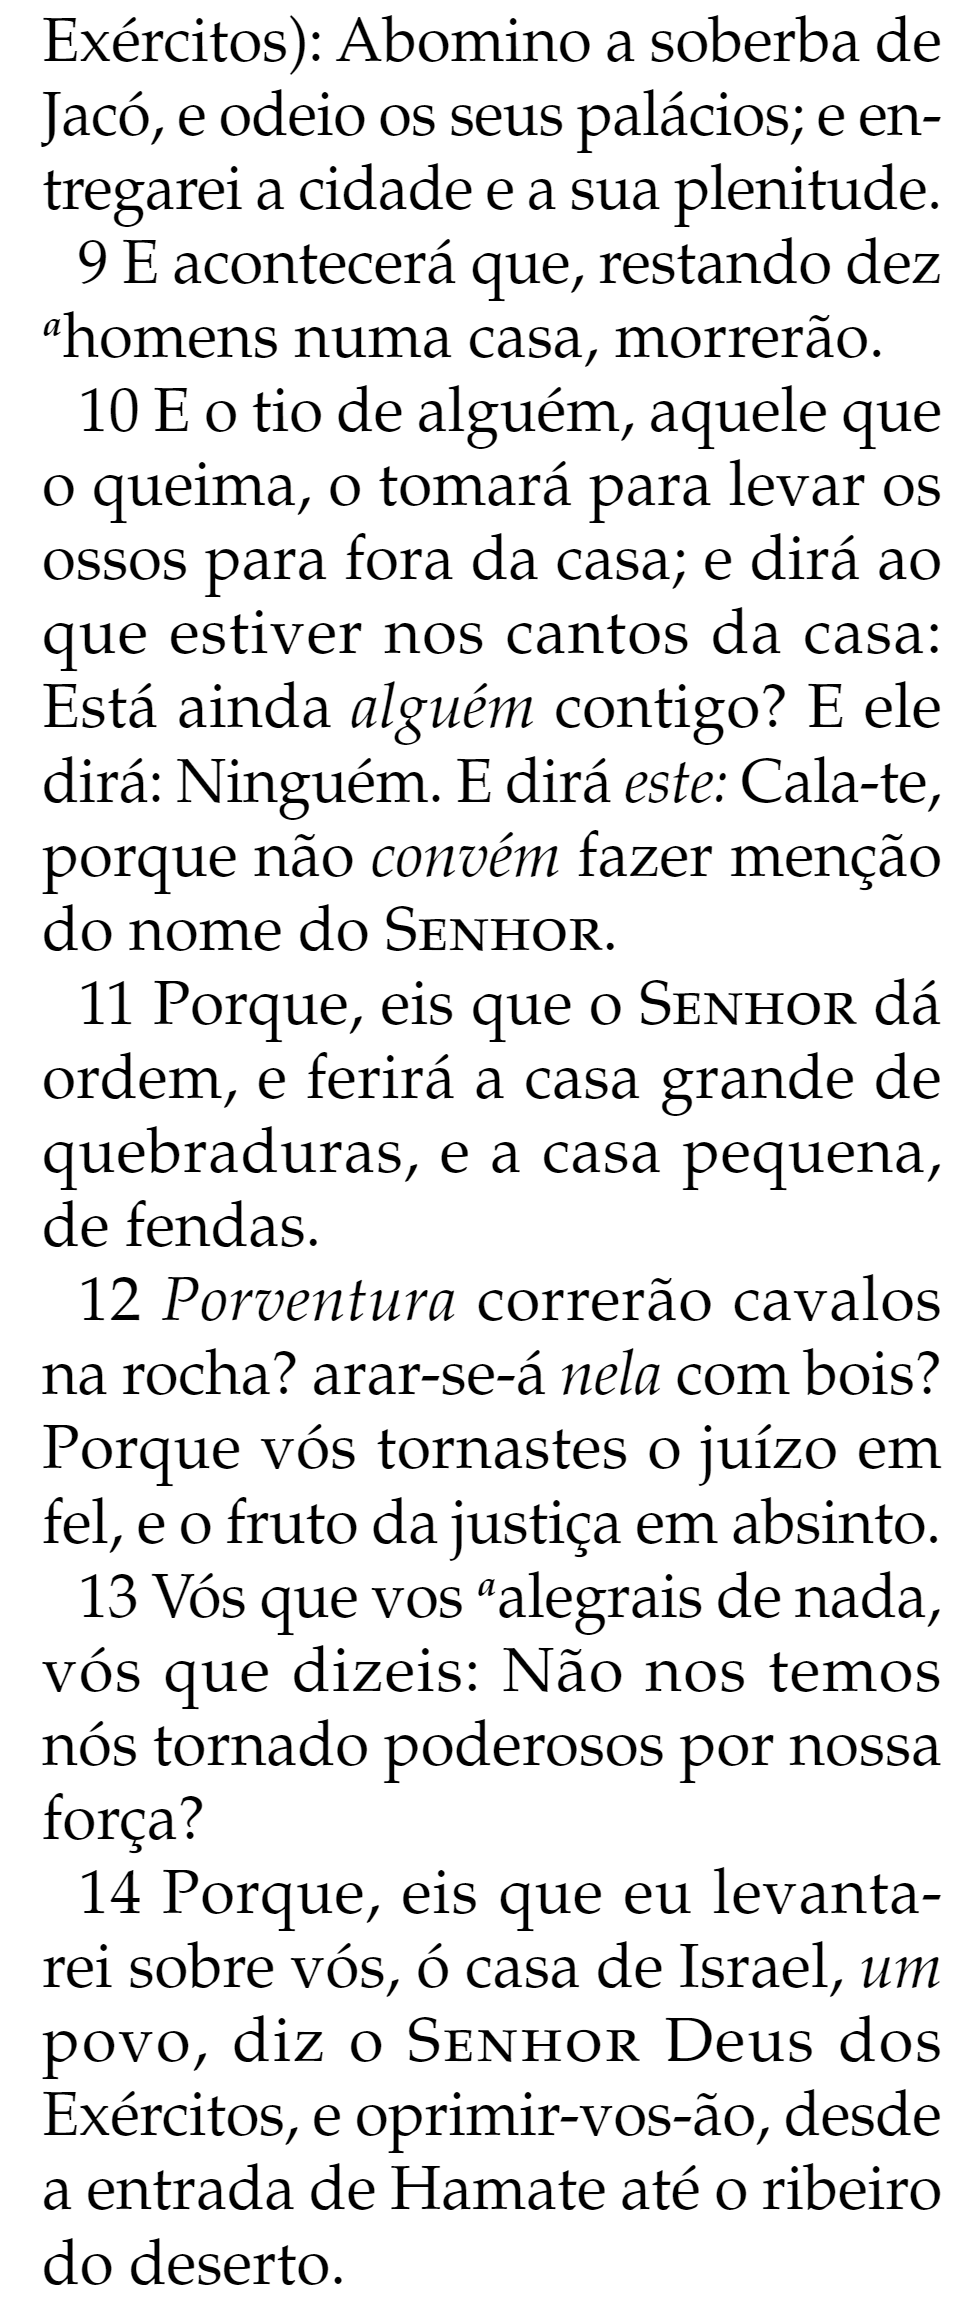 Exércitos): Abomino a soberba de
Jacó, e odeio os seus palácios; e en-
tregarei a cidade e a sua plenitude.
9 E acontecerá que, restando dez
ahomens numa casa, morrerão.
10 E o tio de alguém, aquele que
o queima, o tomará para levar os
ossos para fora da casa; e dirá ao
que estiver nos cantos da casa:
Está ainda alguém contigo? E ele
dirá: Ninguém. E dirá este: Cala-te,
porque não convém fazer menção
do nome do SENHOR.
11 Porque, eis que o SENHOR dá
ordem, e ferirá a casa grande de
quebraduras, e a casa pequena,
de fendas.
12 Porventura correrão cavalos
na rocha? arar-se-á nela com bois?
Porque vós tornastes o juízo em
fel, e o fruto da justiça em absinto.
13 Vós que vos aalegrais de nada,
vós que dizeis: Não nos temos
nós tornado poderosos por nossa
força?
14 Porque, eis que eu levanta-
rei sobre vós, ó casa de Israel, um
povo, diz o SENHOR Deus dos
Exércitos, e oprimir-vos-ão, desde
a entrada de Hamate até o ribeiro
do deserto.